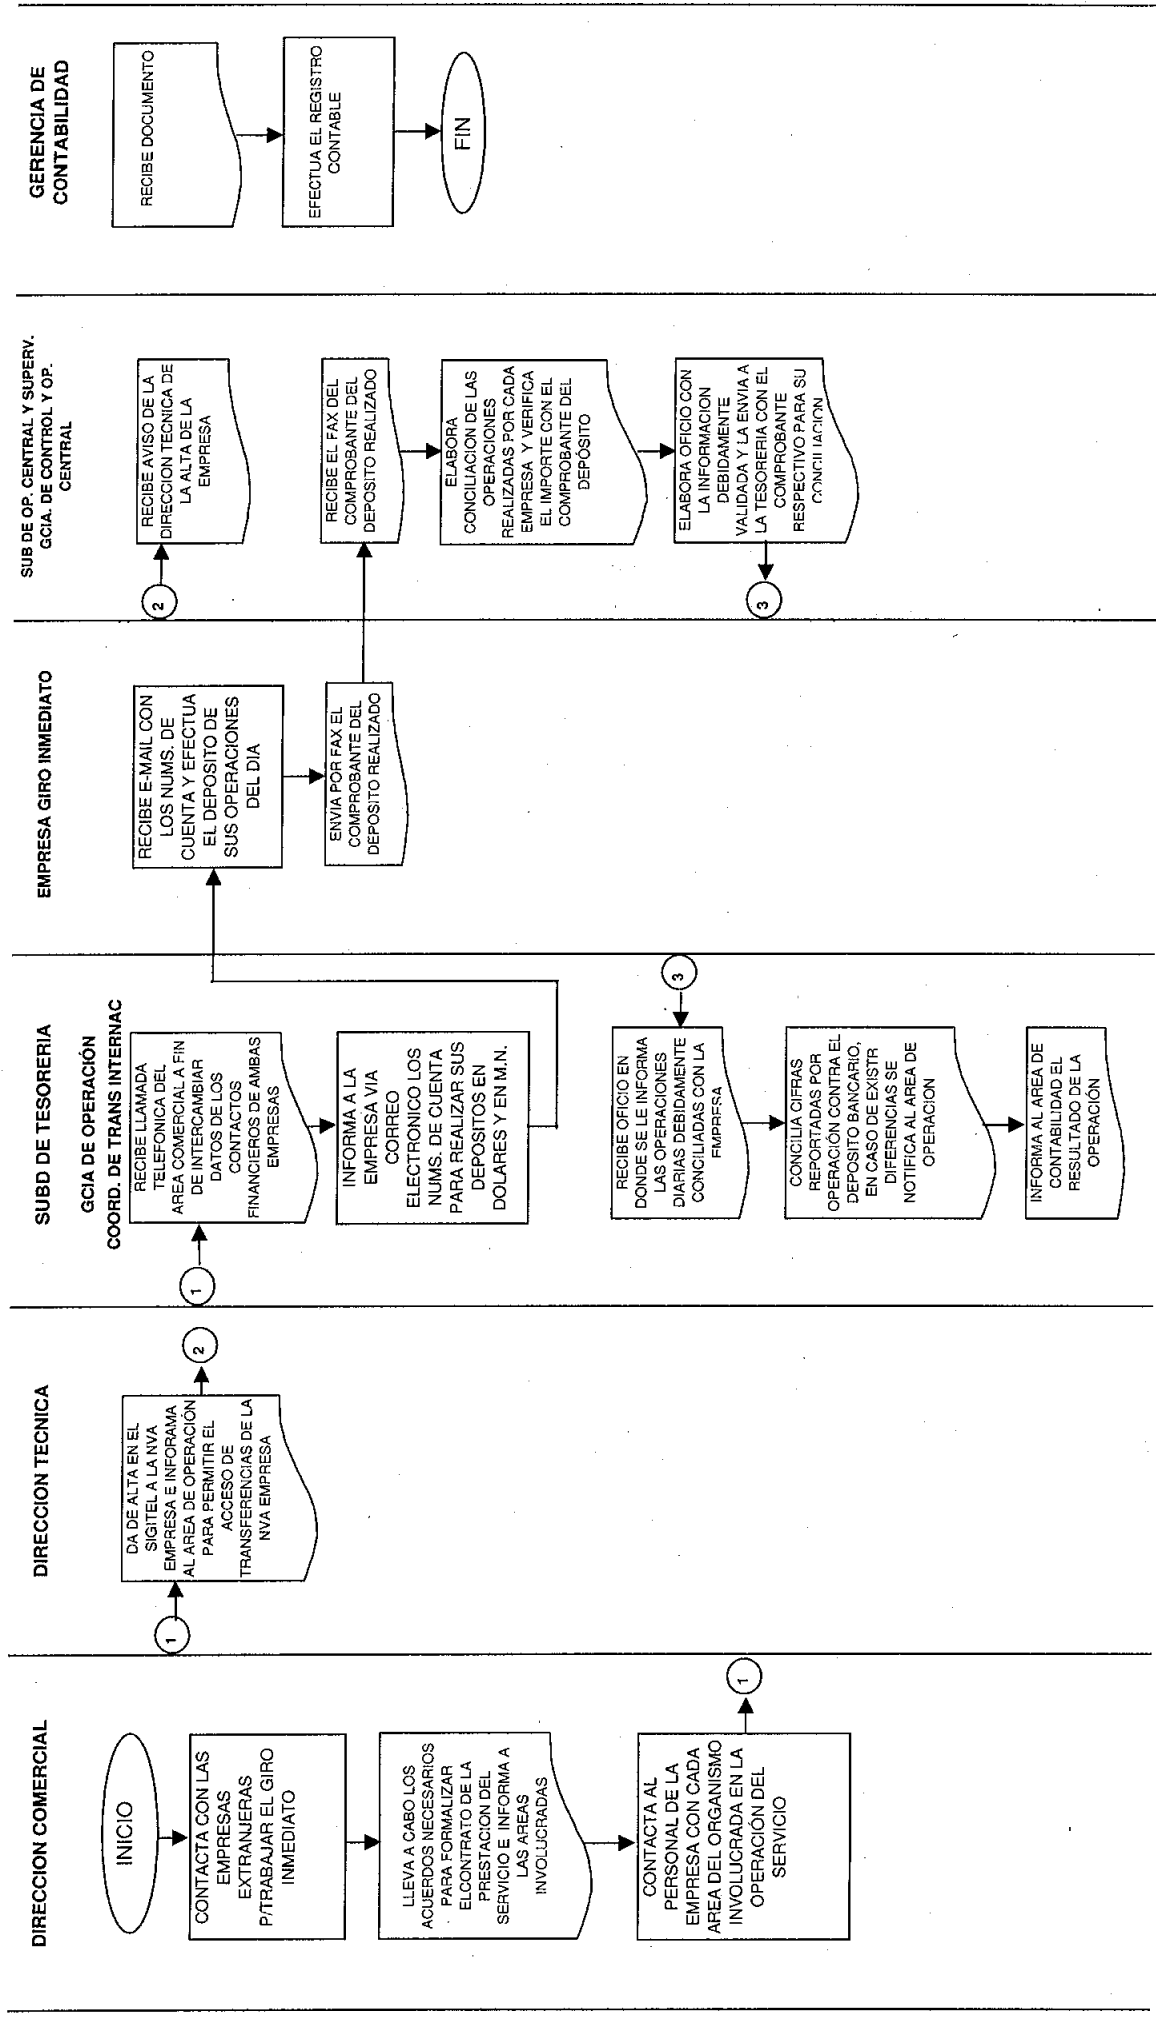 DIRECCION COMERCIAL
INICIO
CONTACTA CON LAS
EMPRESAS
EXTRANJERAS
P/TRABAJAR EL GIRO
INMEDIATO
LLEVA A CABO LOS
ACUERDOS NECESARIOS
PARA FORMALIZAR
ELCONTRATO DE LA
PRESTACION DEL
SERVICIO E INFORMA A
LAS AREAS
INVOLUCRADAS
CONTACTA AL
PERSONAL DE LA
EMPRESA CON CADA
AREA DEL ORGANISMO
INVOLUCRADA EN LA
OPERACIÓN DEL
SERVICIO
1
DIRECCION TECNICA
1
DA DE ALTA EN EL
SIGITEL A LA NVA
EMPRESA E INFORAMA
AL AREA DE OPERACIÓN
PARA PERMITIR EL
ACCESO DE
TRANSFERENCIAS DE LA
NVA EMPRESA
2
SUBD DE TESORERIA
GCIA DE OPERACIÓN
COORD. DE TRANS INTERNAC
1
RECIBE LLAMADA
TELEFONICA DEL
AREA COMERCIAL A FIN
DE INTERCAMBIAR
DATOS DE LOS
CONTACTOS
FINANCIEROS DE AMBAS
EMPRESAS
INFORMA A LA
EMPRESA VIA
CORREO
ELECTRONICO LOS
NUMS. DE CUENTA
PARA REALIZAR SUS
DEPOSITOS EN
DOLARES Y EN M.N.
3
RECIBE OFICIO EN
DONDE SE LE INFORMA
LAS OPERACIONES
DIARIAS DEBIDAMENTE
CONCILIADAS CON LA
EMPRESA
CONCILIA CIFRAS
REPORTADAS POR
OPERACIÓN CONTRA EL
DEPOSITO BANCARIO,
EN CASO DE EXISTR
DIFERENCIAS SE
NOTIFICA AL AREA DE
OPERACION
INFORMA AL AREA DE
CONTABILIDAD EL
RESULTADO DE LA
OPERACIÓN
EMPRESA GIRO INMEDIATO
RECIBE E-MAIL CON
LOS NUMS. DE
CUENTA Y EFECTUA
EL DEPOSITO DE
SUS OPERACIONES
DEL DIA
ENVIA POR FAX EL
COMPROBANTE DEL
DEPOSITO REALIZADO
SUB DE OP. CENTRAL Y SUPERV.
GCIA. DE CONTROL Y OP.
CENTRAL
2
RECIBE AVISO DE LA
DIRECCION TECNICA DE
LA ALTA DE LA
EMPRESA
RECIBE EL FAX DEL
COMPROBANTE DEL
DEPOSITO REALIZADO
ELABORA
CONCILIACION DE LAS
OPERACIONES
REALIZADAS POR CADA
EMPRESA Y VERIFICA
EL IMPORTE CON EL
COMPROBANTE DEL
DEPÓSITO
ELABORA OFICIO CON
LA INFORMACION
DEBIDAMENTE
VALIDADA Y LA ENVIA A
LA TESORERIA CON EL
COMPROBANTE
RESPECTIVO PARA SU
CONCILIACION
3
GERENCIA DE
CONTABILIDAD
RECIBE DOCUMENTO
EFECTUA EL REGISTRO
CONTABLE
FIN